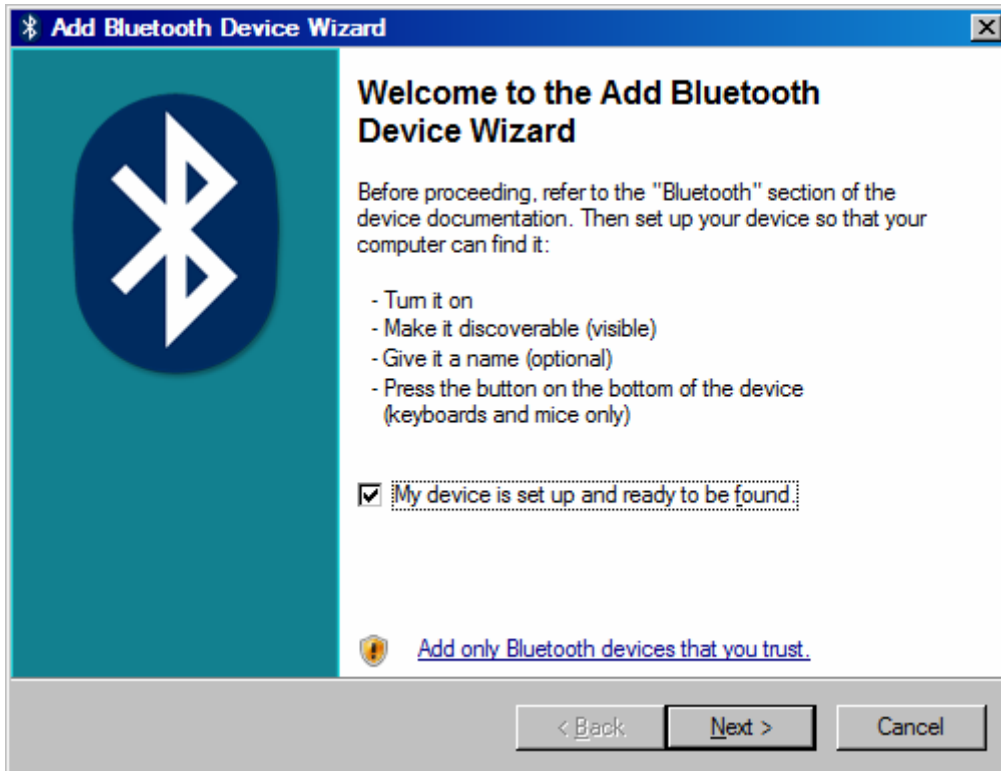 Add Bluetooth Device Wizard
Welcome to the Add Bluetooth
Device Wizard
Before proceeding, refer to the "Bluetooth" section of the
device documentation. Then set up your device so that your
computer can find it:
- Turn it on
- Make it discoverable (visible)
- Give it a name (optional)
- Press the button on the bottom of the device
(keyboards and mice only)
My device is set up and ready to be found.
Add only Bluetooth devices that you trust.
< Back Next > Cancel